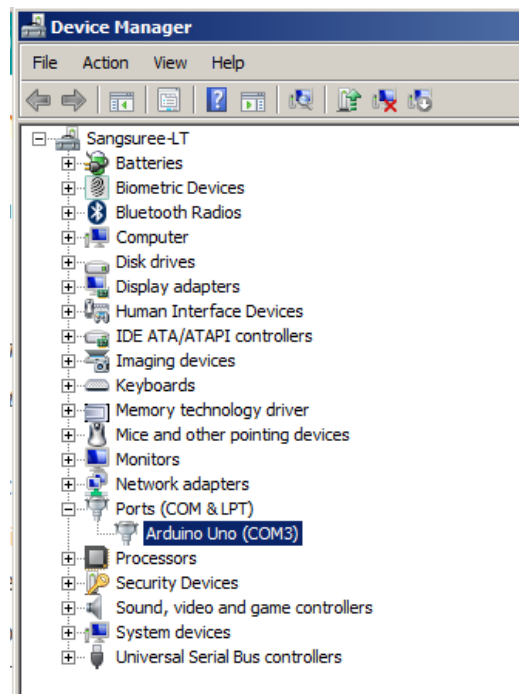 Device Manager
File Action View Help
Sangsuree-LT
Batteries
Biometric Devices
Bluetooth Radios
Computer
Disk drives
Display adapters
Human Interface Devices
IDE ATA/ATAPI controllers
Imaging devices
Keyboards
Memory technology driver
Mice and other pointing devices
Monitors
Network adapters
Ports (COM & LPT)
Arduino Uno (COM3)
Processors
Security Devices
Sound, video and game controllers
System devices
Universal Serial Bus controllers